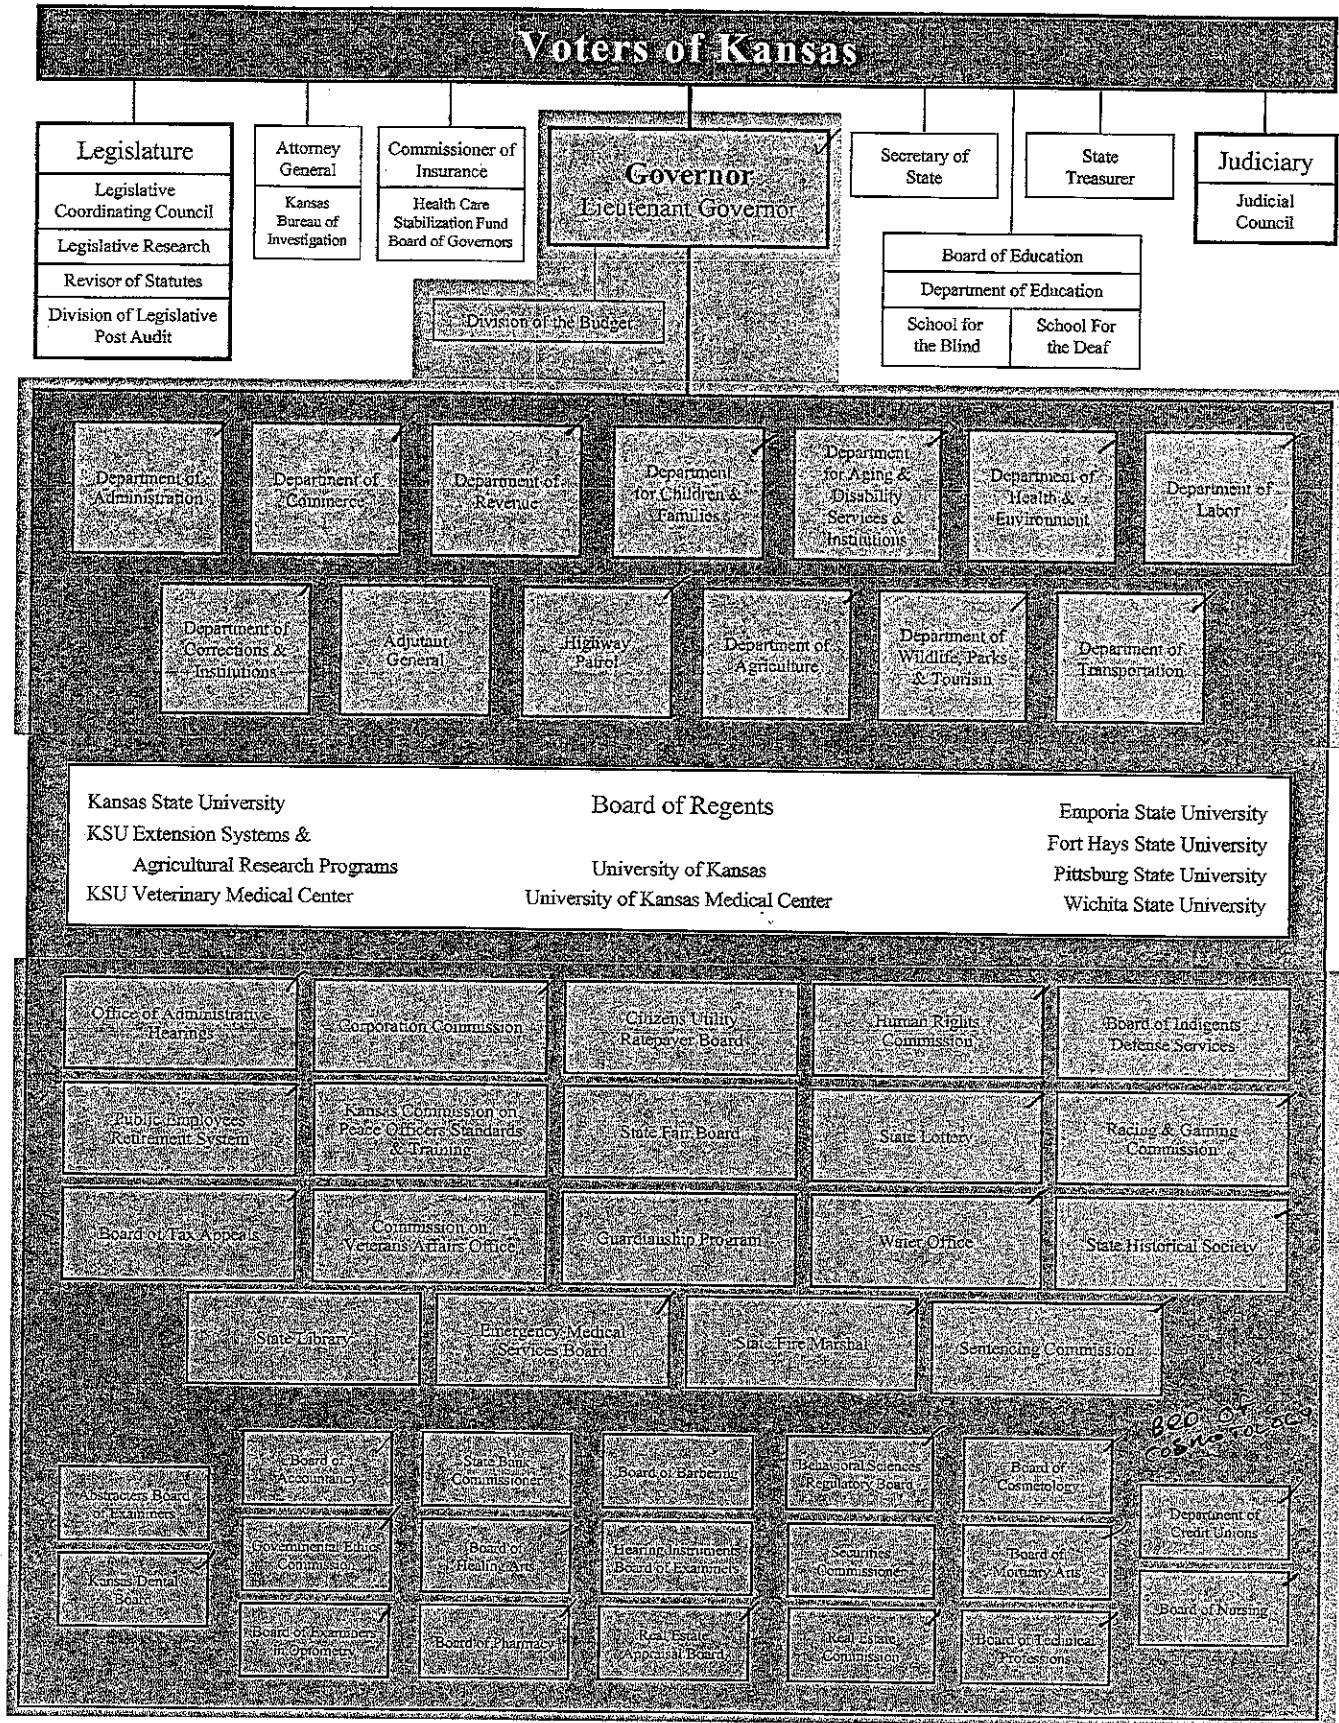 Voters of Kansas
Legislature
Legislative
Coordinating Council
Legislative Research
Revisor of Statutes
Division of Legislative
Post Audit
Attorney
General
Kansas
Bureau of
Investigation
Commissioner of
Insurance
Health Care
Stabilization Fund
Board of Governors
Governor
Lieutenant Governor
Division of the Budget
Secretary of
State
State
Treasurer
Board of Education
Department of Education
School for
the Blind
School For
the Deaf
Judiciary
Judicial
Council
Department of
Administration
Department of
Commerce
Department of
Revenue
Department
for Children &
Families
Department
for Aging &
Disability
Services &
Institutions
Department of
Health &
Environment
Department of
Labor
Department of
Corrections &
Institutions
Adjutant
General
Highway
Patrol
Department of
Agriculture
Department of
Wildlife, Parks
& Tourism
Department of
Transportation
Board of Regents
Kansas State University
KSU Extension Systems &
Agricultural Research Programs
KSU Veterinary Medical Center
University of Kansas
University of Kansas Medical Center
Emporia State University
Fort Hays State University
Pittsburg State University
Wichita State University
Office of Administrative
Hearings
Corporation Commission
Citizens Utility
Ratepayer Board
Human Rights
Commission
Board of Indigents
Defense Services
Public Employees
Retirement System
Kansas Commission on
Peace Officers Standards
& Training
State Fair Board
State Lottery
Racing & Gaming
Commission
Board of Tax Appeals
Commission on
Veterans Affairs Office
Guardianship Program
Water Office
State Historical Society
State Library
Emergency Medical
Services Board
State Fire Marshal
Sentencing Commission
Abstracters Board
of Examiners
Kansas Dental
Board
Board of
Accountancy
Governmental Ethics
Commission
Board of Examiners
in Optometry
State Bank
Commissioner
Board of
Healing Arts
Board of Pharmacy
Board of Barbering
Hearing Instruments
Board of Examiners
Real Estate
Appraisal Board
Behavioral Sciences
Regulatory Board
Securities
Commissioner
Real Estate
Commission
Board of
Cosmetology
Board of
Mortuary Arts
Board of Technical
Professions
Department of
Credit Unions
Board of Nursing